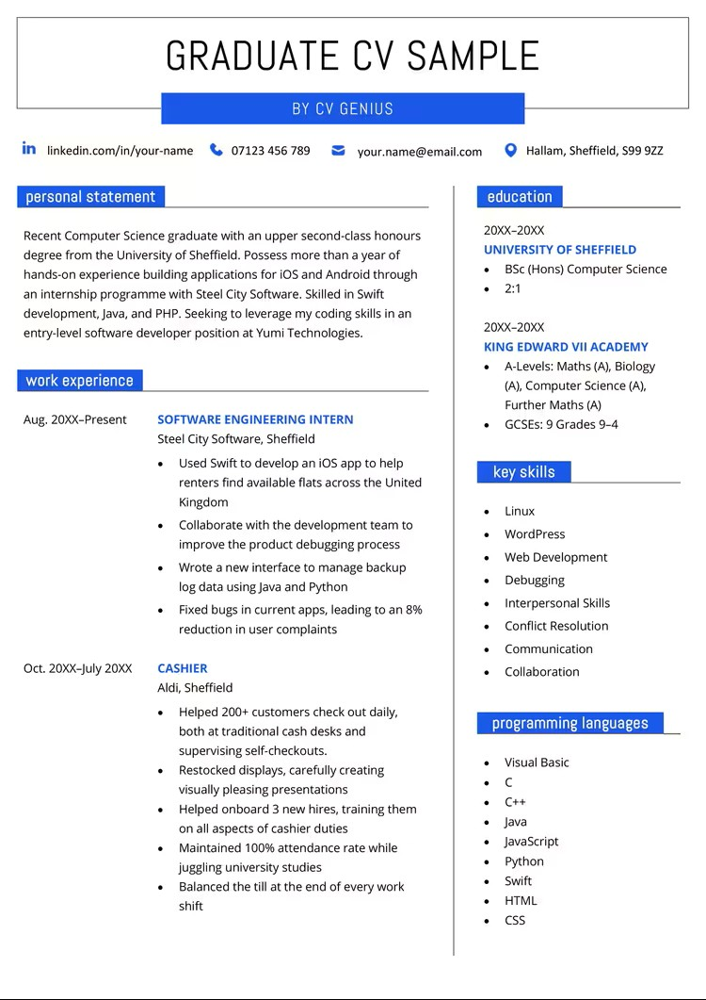 GRADUATE CV SAMPLE
BY CV GENIUS
linkedin.com/in/your-name
07123 456 789
your.name@email.com
Hallam, Sheffield, S99 9ZZ
personal statement
Recent Computer Science graduate with an upper second-class honours
degree from the University of Sheffield. Possess more than a year of
hands-on experience building applications for iOS and Android through
an internship programme with Steel City Software. Skilled in Swift
development, Java, and PHP. Seeking to leverage my coding skills in an
entry-level software developer position at Yumi Technologies.
work experience
Aug. 20XX–Present
SOFTWARE ENGINEERING INTERN
Steel City Software, Sheffield
• Used Swift to develop an iOS app to help
renters find available flats across the United
Kingdom
• Collaborate with the development team to
improve the product debugging process
• Wrote a new interface to manage backup
log data using Java and Python
• Fixed bugs in current apps, leading to an 8%
reduction in user complaints
Oct. 20XX–July 20XX
CASHIER
Aldi, Sheffield
• Helped 200+ customers check out daily,
both at traditional cash desks and
supervising self-checkouts.
• Restocked displays, carefully creating
visually pleasing presentations
• Helped onboard 3 new hires, training them
on all aspects of cashier duties
• Maintained 100% attendance rate while
juggling university studies
• Balanced the till at the end of every work
shift
education
20XX–20XX
UNIVERSITY OF SHEFFIELD
• BSc (Hons) Computer Science
• 2:1
20XX–20XX
KING EDWARD VII ACADEMY
• A-Levels: Maths (A), Biology
(A), Computer Science (A),
Further Maths (A)
• GCSEs: 9 Grades 9–4
key skills
• Linux
• WordPress
• Web Development
• Debugging
• Interpersonal Skills
• Conflict Resolution
• Communication
• Collaboration
programming languages
• Visual Basic
• C
• C++
• Java
• JavaScript
• Python
• Swift
• HTML
• CSS